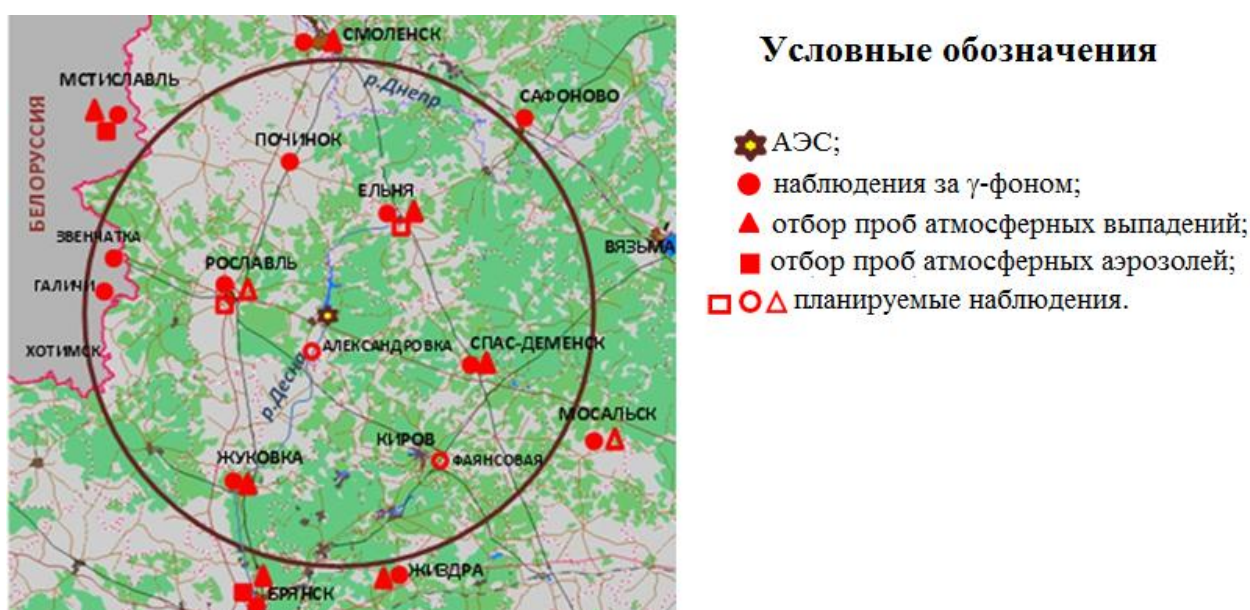 СМОЛЕНСК
МСТИСЛАВЛЬ
р.Днепр
САФОНОВО
БЕЛОРУССИЯ
ПОЧИНОК
ЕЛЬНЯ
ЗВЕНЧАТКА
ВЯЗЬМА
РОСЛАВЛЬ
ГАЛИЧИ
ХОТИМСК
АЛЕКСАНДРОВКА
СПАС-ДЕМЕНСК
р.Десна
МОСАЛЬСК
КИРОВ
ЖУКОВКА
ФАЯНСОВАЯ
ЖИЗДРА
БРЯНСК
Условные обозначения
АЭС;
наблюдения за γ-фоном;
отбор проб атмосферных выпадений;
отбор проб атмосферных аэрозолей;
планируемые наблюдения.